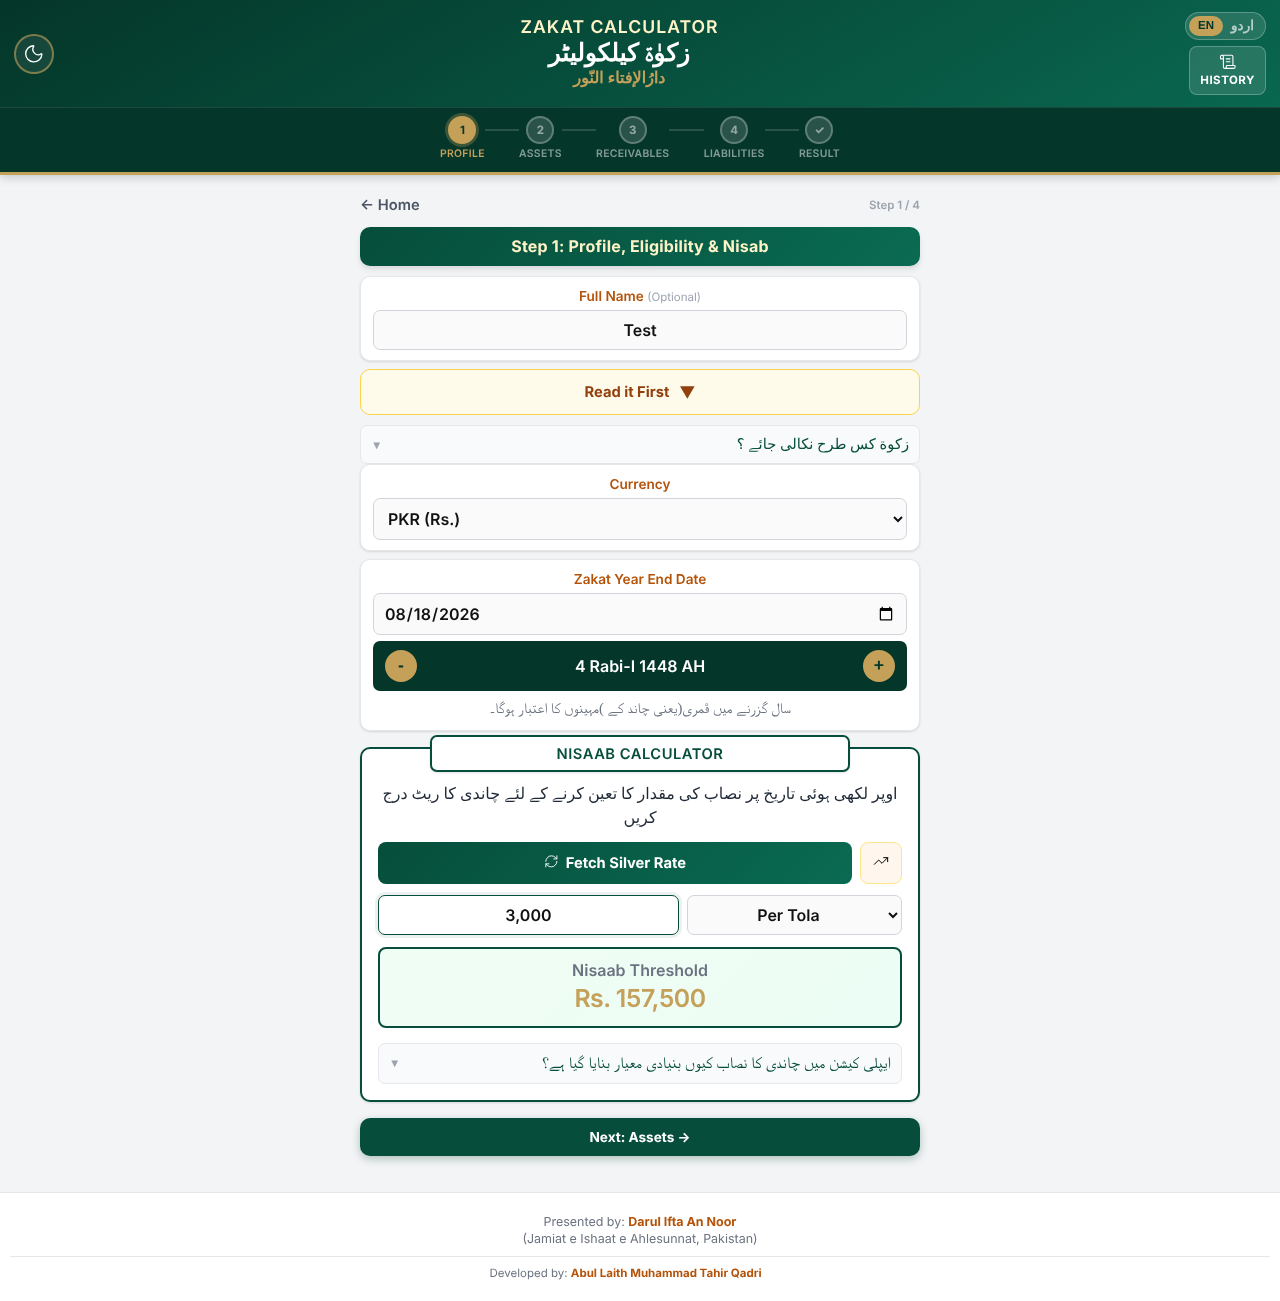 ZAKAT CALCULATOR
زکوٰۃ کیلکولیٹر
دارُالإفتاء النّور
EN اردو
HISTORY
1 2 3 4 ✓
PROFILE ASSETS RECEIVABLES LIABILITIES RESULT
← Home
Step 1 / 4
Step 1: Profile, Eligibility & Nisab
Full Name (Optional)
Test
Read it First ▼
زکوۃ کس طرح نکالی جائے ؟
Currency
PKR (Rs.)
Zakat Year End Date
08/18/2026
- 4 Rabi-I 1448 AH +
سال گزرنے میں قمری(یعنی چاند کے )مہینوں کا اعتبار ہوگا۔
NISAAB CALCULATOR
اوپر لکھی ہوئی تاریخ پر نصاب کی مقدار کا تعین کرنے کے لئے چاندی کا ریٹ درج
کریں
Fetch Silver Rate
3,000
Per Tola
Nisaab Threshold
Rs. 157,500
ایپلی کیشن میں چاندی کا نصاب کیوں بنیادی معیار بنایا گیا ہے؟
Next: Assets →
Presented by: Darul Ifta An Noor
(Jamiat e Ishaat e Ahlesunnat, Pakistan)
Developed by: Abul Laith Muhammad Tahir Qadri